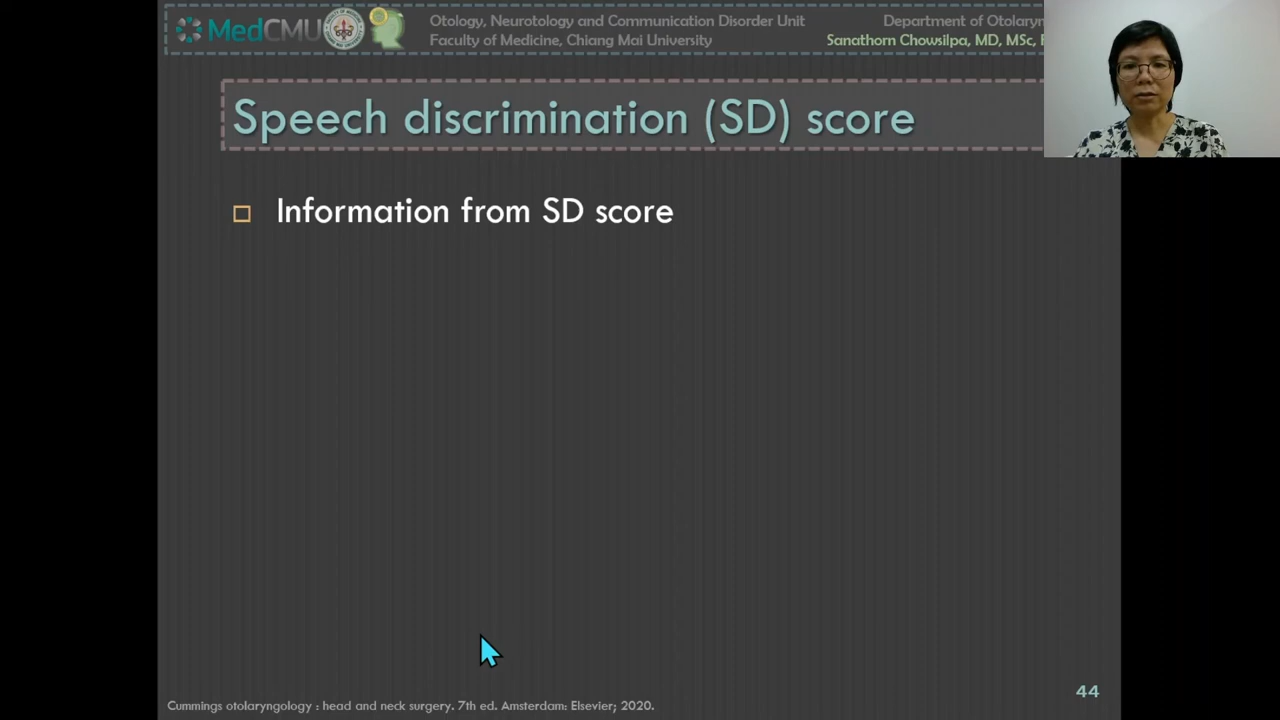 MedCMU
Otology, Neurotology and Communication Disorder Unit
Faculty of Medicine, Chiang Mai University
Department of Otolaryn
Sanathorn Chowsilpa, MD, MSc,
Speech discrimination (SD) score
Information from SD score
44
Cummings otolaryngology : head and neck surgery. 7th ed. Amsterdam: Elsevier; 2020.